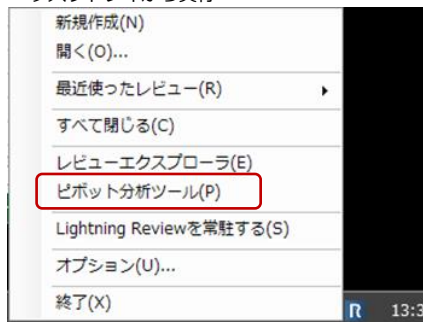 新規作成(N)
開く(O)...
最近使ったレビュー(R)
すべて閉じる(C)
レビューエクスプローラ(E)
ピボット分析ツール(P)
Lightning Reviewを常駐する(S)
オプション(U)...
終了(X)
R 13:3